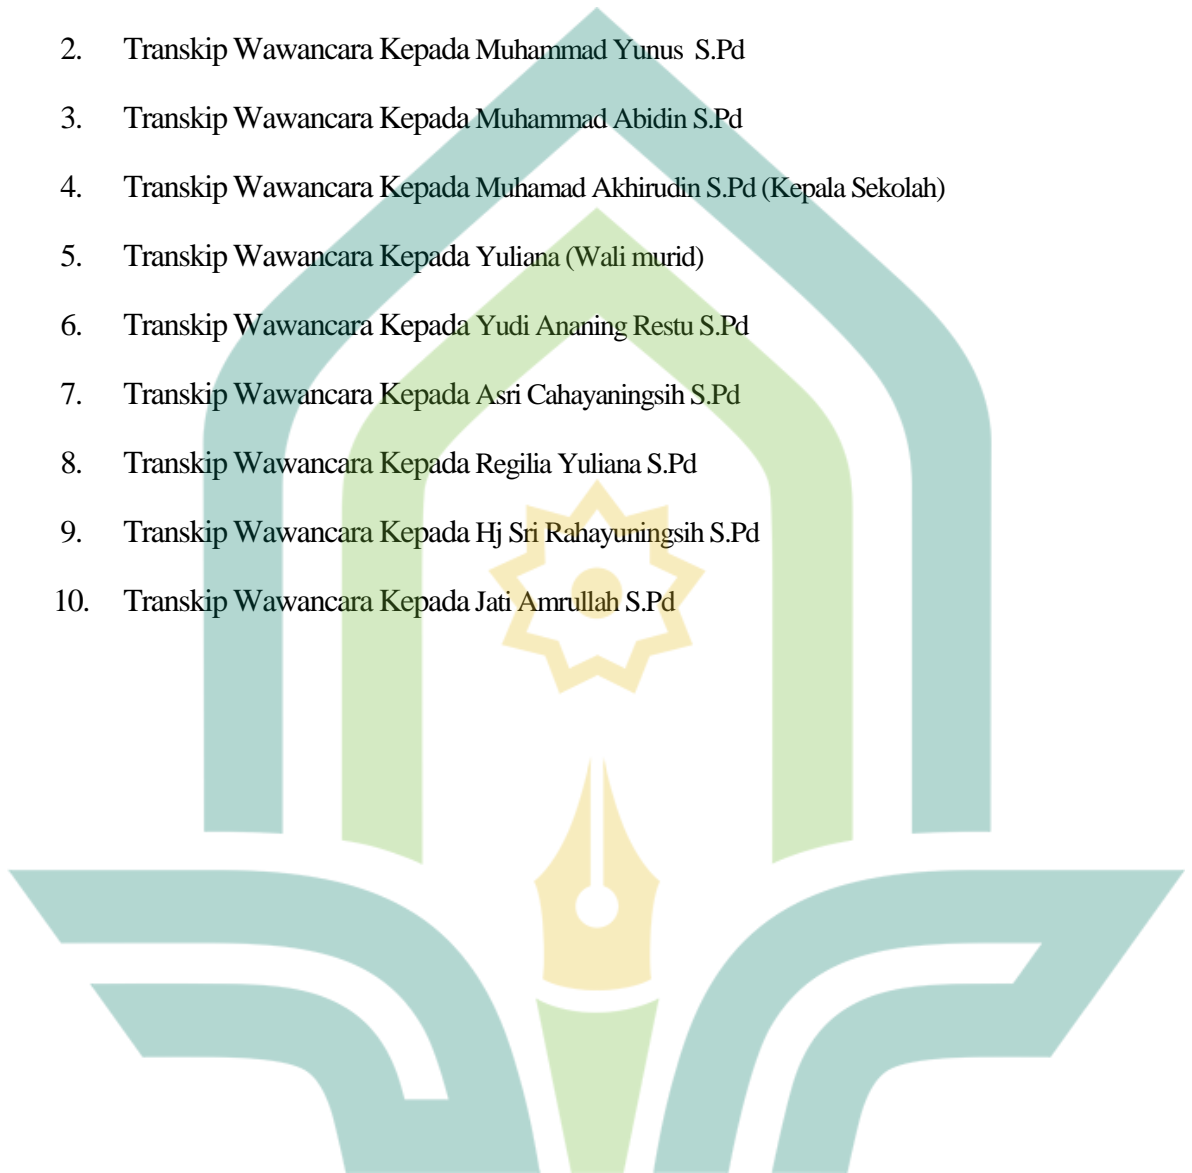 2. Transkip Wawancara Kepada Muhammad Yunus S.Pd
3. Transkip Wawancara Kepada Muhammad Abidin S.Pd
4. Transkip Wawancara Kepada Muhamad Akhirudin S.Pd (Kepala Sekolah)
5. Transkip Wawancara Kepada Yuliana (Wali murid)
6. Transkip Wawancara Kepada Yudi Ananing Restu S.Pd
7. Transkip Wawancara Kepada Asri Cahayaningsih S.Pd
8. Transkip Wawancara Kepada Regilia Yuliana S.Pd
9. Transkip Wawancara Kepada Hj Sri Rahayuningsih S.Pd
10. Transkip Wawancara Kepada Jati Amrullah S.Pd